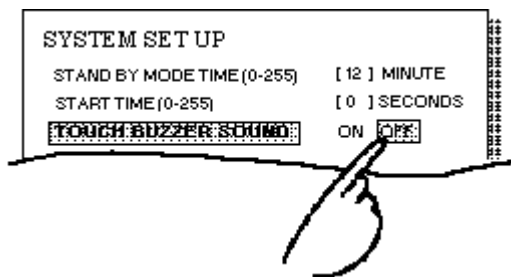 SYSTEM SET UP
STAND BY MODE TIME (0-255) [ 12 ] MINUTE
START TIME (0-255) [ 0 ] SECONDS
TOUCH BUZZER SOUND ON OFF